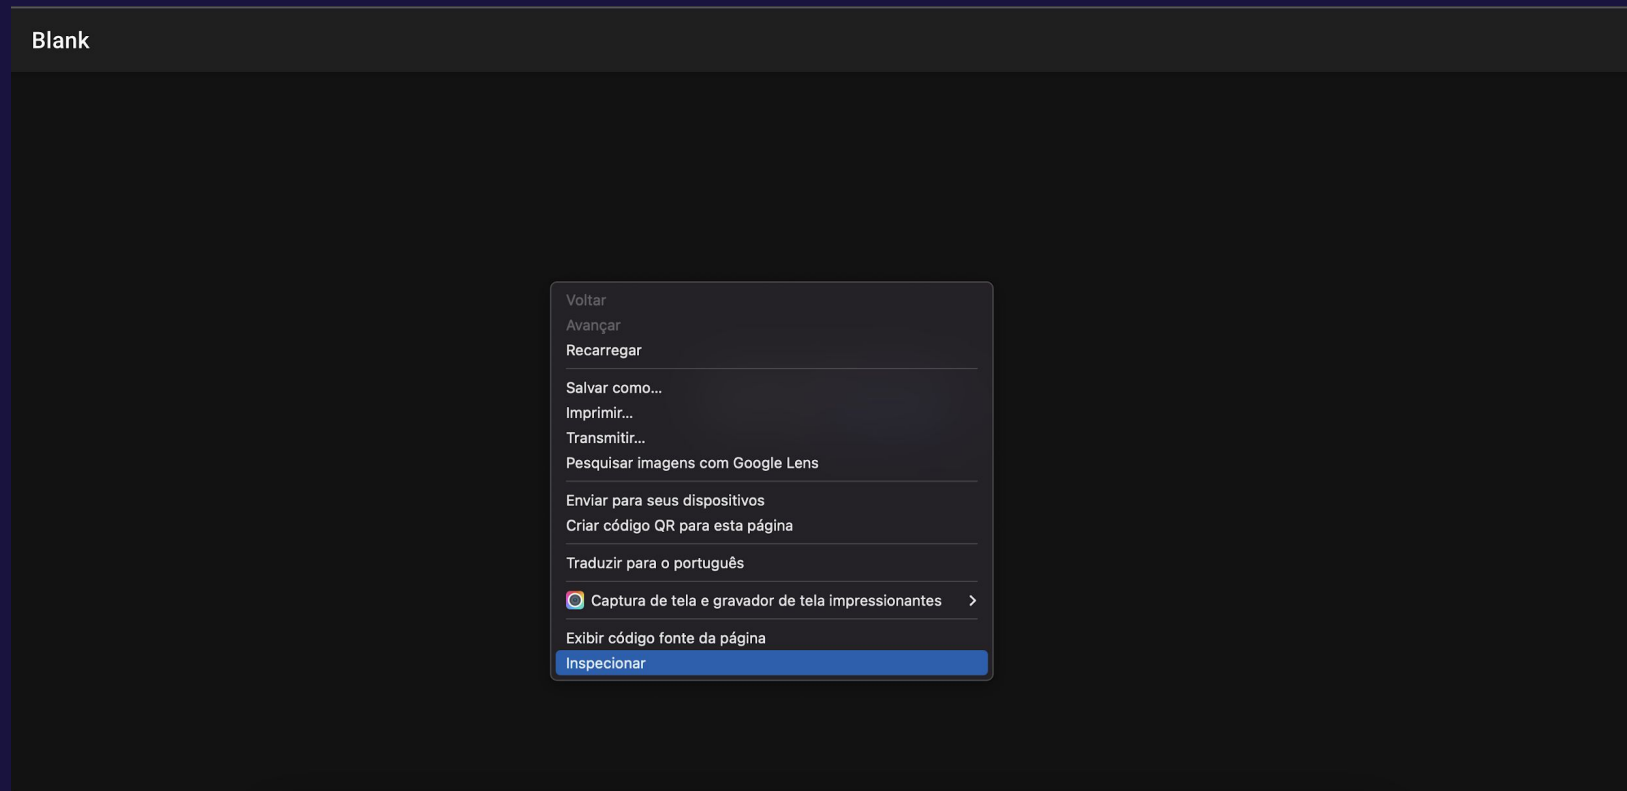 Blank
Voltar
Avançar
Recarregar
Salvar como...
Imprimir...
Transmitir...
Pesquisar imagens com Google Lens
Enviar para seus dispositivos
Criar código QR para esta página
Traduzir para o português
Captura de tela e gravador de tela impressionantes
Exibir código fonte da página
Inspecionar